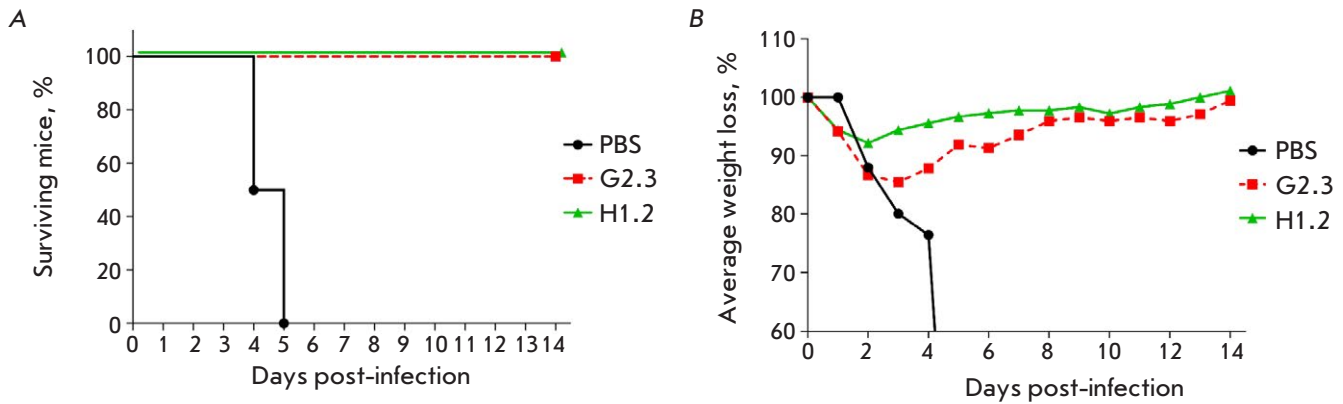 A
Surviving mice, %
100
80
60
40
20
0
0 1 2 3 4 5 6 7 8 9 10 11 12 13 14
Days post-infection
PBS
G2.3
H1.2
B
Average weight loss, %
110
100
90
80
70
60
0 2 4 6 8 10 12 14
Days post-infection
PBS
G2.3
H1.2